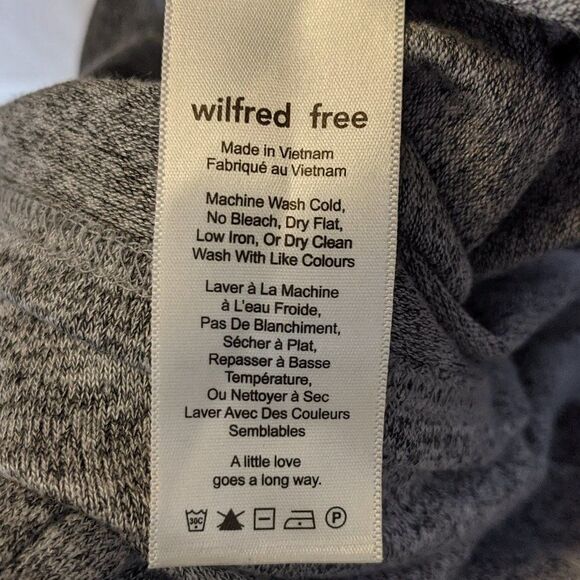 wilfred free
Made in Vietnam
Fabriqué au Vietnam
Machine Wash Cold,
No Bleach, Dry Flat,
Low Iron, Or Dry Clean
Wash With Like Colours
Laver à La Machine
à L'eau Froide,
Pas De Blanchiment,
Sécher à Plat,
Repasser à Basse
Température,
Ou Nettoyer à Sec
Laver Avec Des Couleurs
Semblables
A little love
goes a long way.
30C P